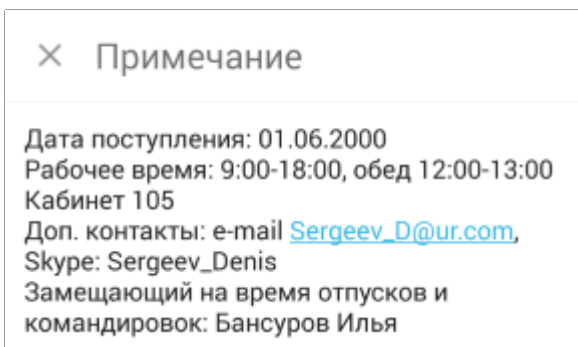 Примечание
Дата поступления: 01.06.2000
Рабочее время: 9:00-18:00, обед 12:00-13:00
Кабинет 105
Доп. контакты: e-mail Sergeev_D@ur.com,
Skype: Sergeev_Denis
Замещающий на время отпусков и
командировок: Бансуров Илья